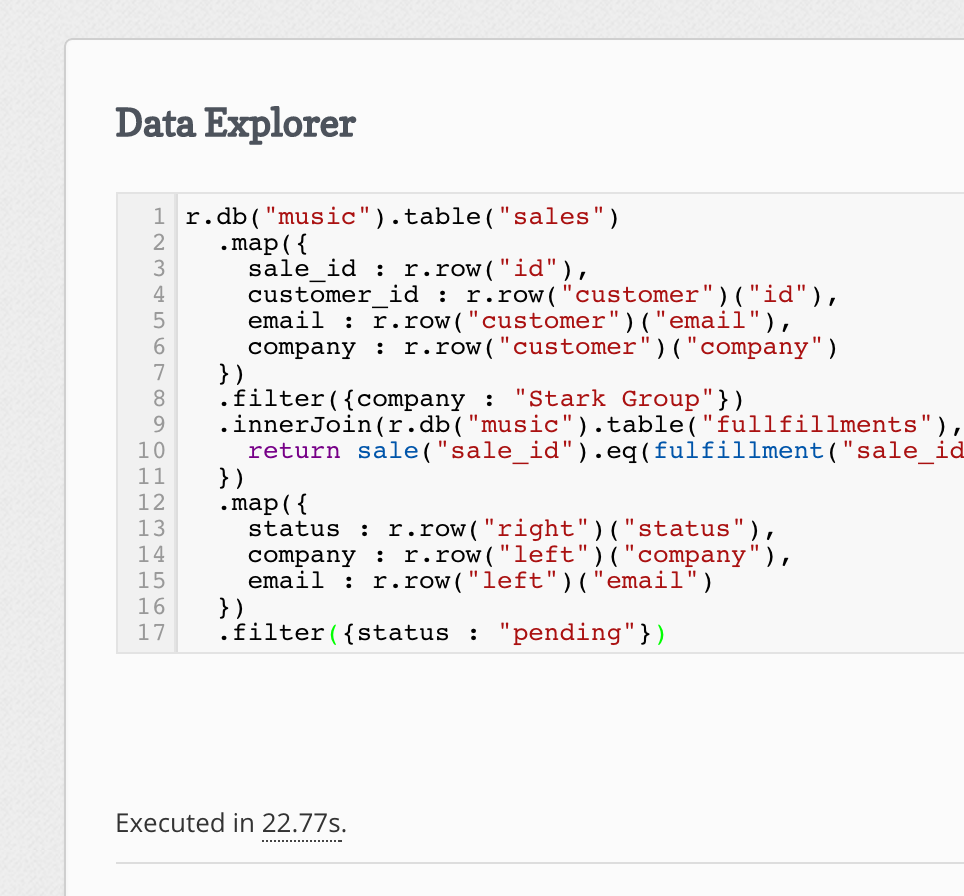 Data Explorer
1 r.db("music").table("sales")
2   .map({
3     sale_id : r.row("id"),
4     customer_id : r.row("customer")("id"),
5     email : r.row("customer")("email"),
6     company : r.row("customer")("company")
7   })
8   .filter({company : "Stark Group"})
9   .innerJoin(r.db("music").table("fullfillments"),
10     return sale("sale_id").eq(fulfillment("sale_id
11   })
12   .map({
13     status : r.row("right")("status"),
14     company : r.row("left")("company"),
15     email : r.row("left")("email")
16   })
17   .filter({status : "pending"})
Executed in 22.77s.